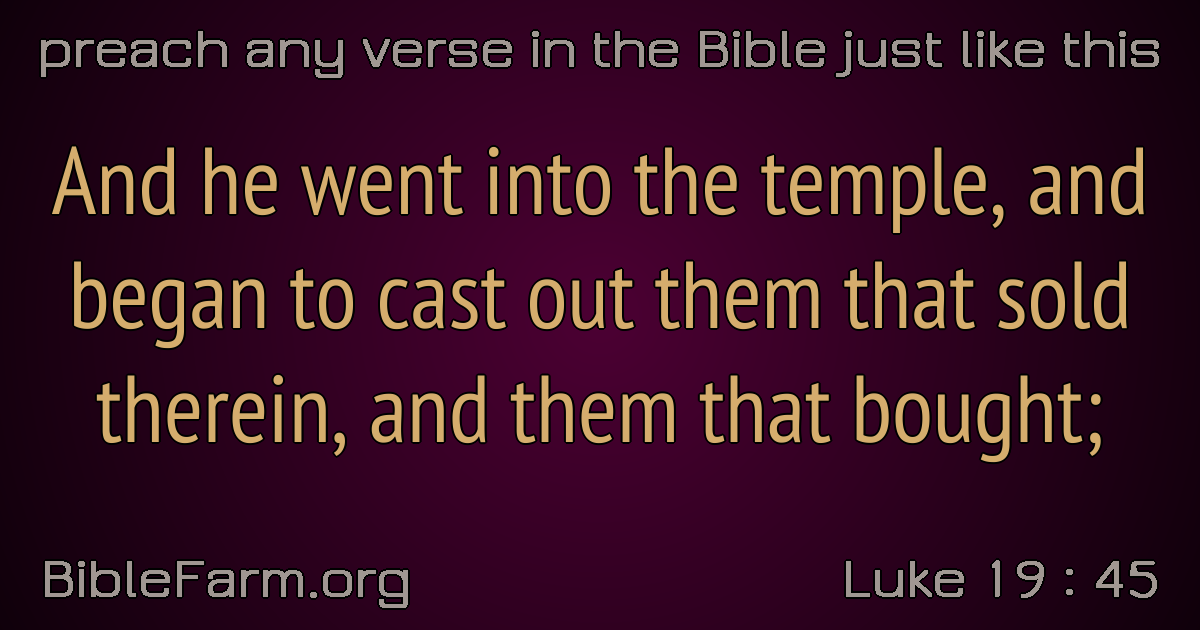 preach any verse in the Bible just like this
And he went into the temple, and
began to cast out them that sold
therein, and them that bought;
BibleFarm.org
Luke 19 : 45